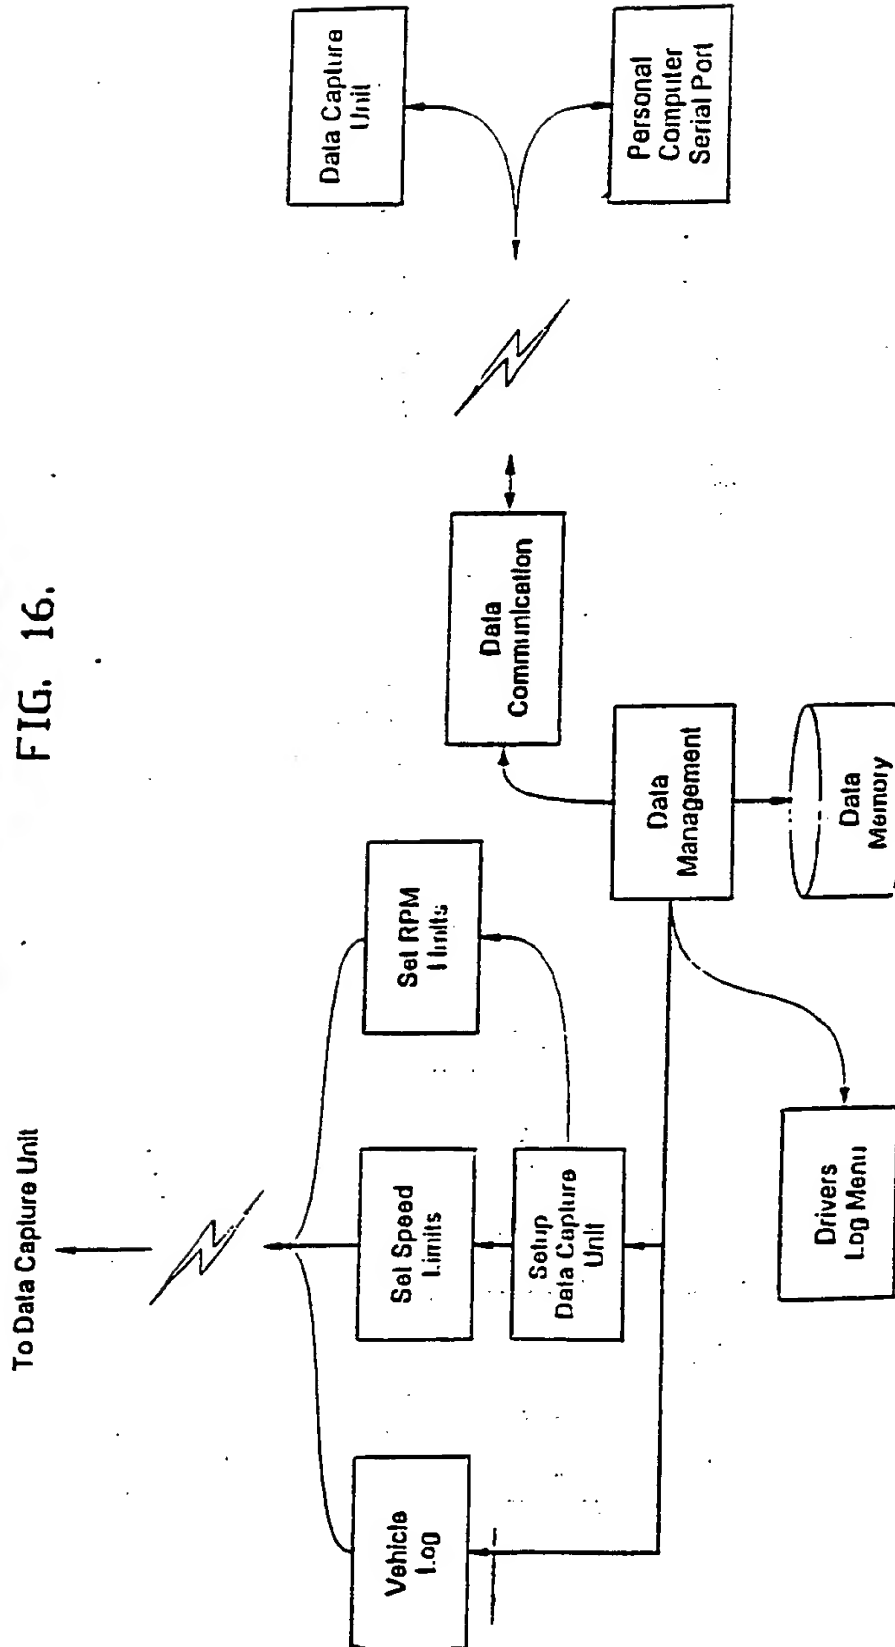 To Data Capture Unit
FIG. 16.
Vehicle
Log
Set Speed
Limits
Set RPM
Limits
Data Capture
Unit
Setup
Data Capture
Unit
Data
Communication
Data
Management
Personal
Computer
Serial Port
Drivers
Log Menu
Data
Memory